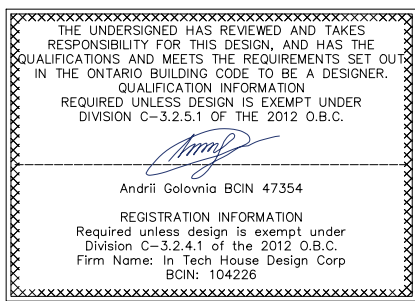 THE UNDERSIGNED HAS REVIEWED AND TAKES
RESPONSIBILITY FOR THIS DESIGN, AND HAS THE
QUALIFICATIONS AND MEETS THE REQUIREMENTS SET OUT
IN THE ONTARIO BUILDING CODE TO BE A DESIGNER.
QUALIFICATION INFORMATION
REQUIRED UNLESS DESIGN IS EXEMPT UNDER
DIVISION C-3.2.5.1 OF THE 2012 O.B.C.
Andrii Golovnia BCIN 47354
REGISTRATION INFORMATION
Required unless design is exempt under
Division C-3.2.4.1 of the 2012 O.B.C.
Firm Name: In Tech House Design Corp
BCIN: 104226